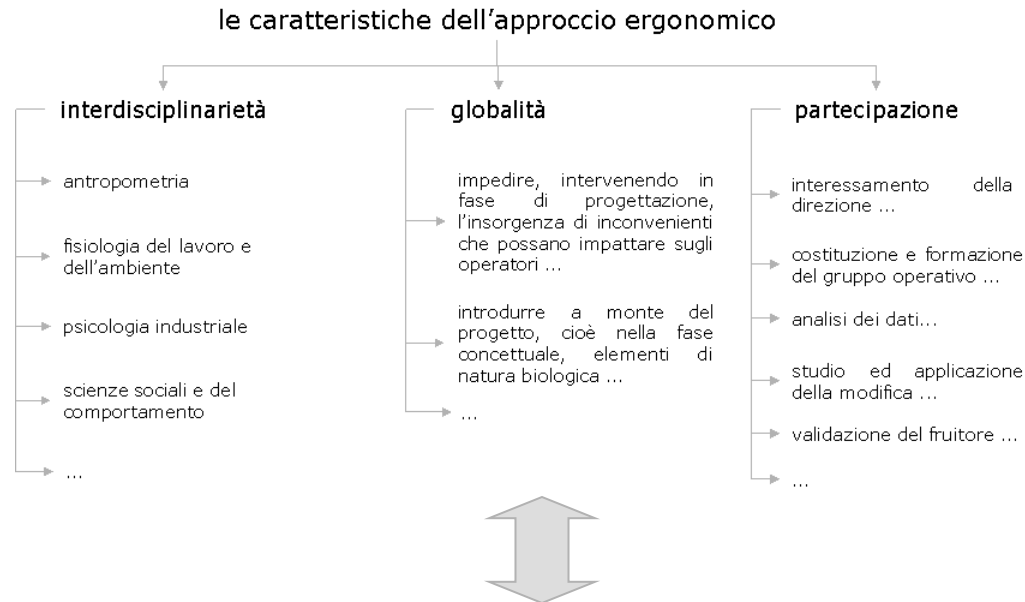 le caratteristiche dell'approccio ergonomico
interdisciplinarietà
antropometria
fisiologia del lavoro e
dell'ambiente
psicologia industriale
scienze sociali e del
comportamento
...
globalità
impedire, intervenendo in
fase di progettazione,
l'insorgenza di inconvenienti
che possano impattare sugli
operatori ...
introdurre a monte del
progetto, cioè nella fase
concettuale, elementi di
natura biologica ...
...
partecipazione
interessamento della
direzione ...
costituzione e formazione
del gruppo operativo ...
analisi dei dati...
studio ed applicazione
della modifica ...
validazione del fruitore ...
...